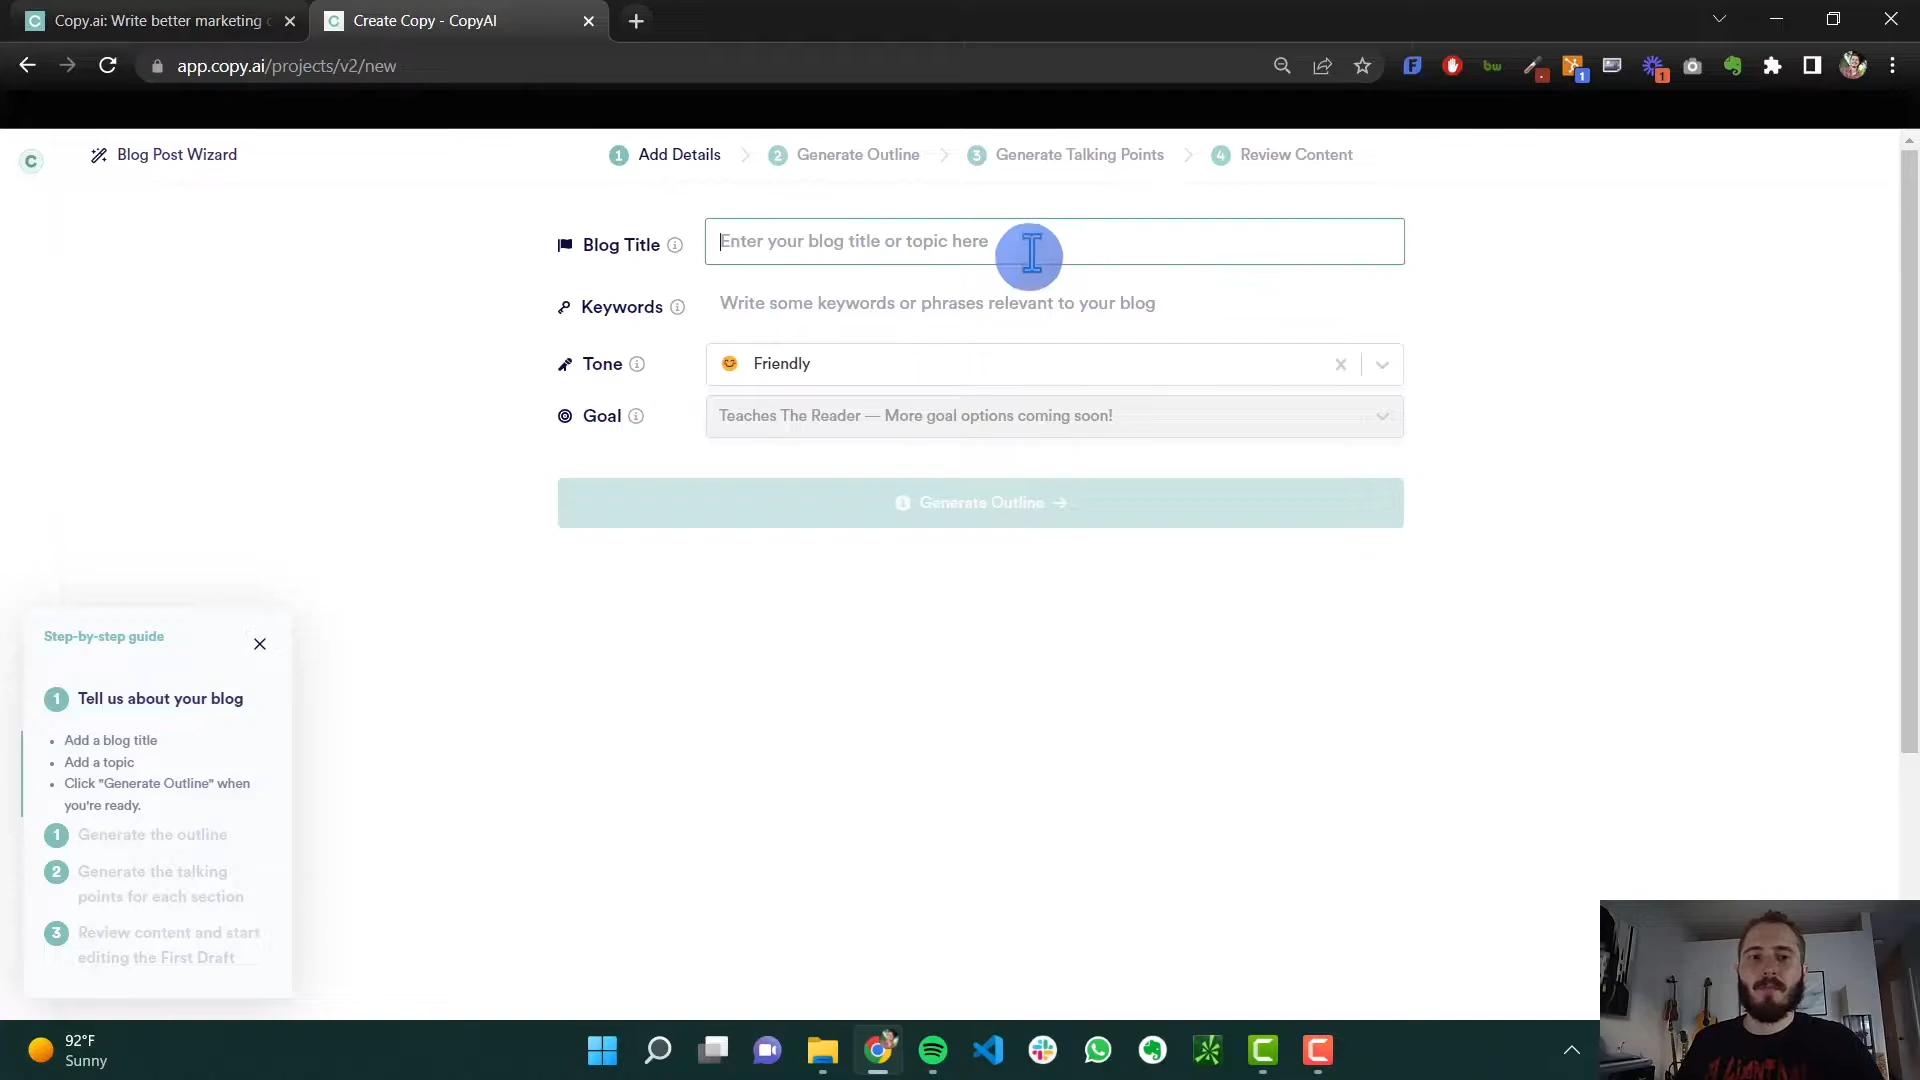 Copy.ai: Write better marketing c
Create Copy - CopyAI
app.copy.ai/projects/v2/new
bw
1
1
C
Blog Post Wizard
1 Add Details
2 Generate Outline
3 Generate Talking Points
4 Review Content
Blog Title
Enter your blog title or topic here
Keywords
Write some keywords or phrases relevant to your blog
Tone
Friendly
Goal
Teaches The Reader — More goal options coming soon!
Generate Outline →
Step-by-step guide
1 Tell us about your blog
• Add a blog title
• Add a topic
• Click "Generate Outline" when
you're ready.
1 Generate the outline
2 Generate the talking
points for each section
3 Review content and start
editing the First Draft
92°F
Sunny